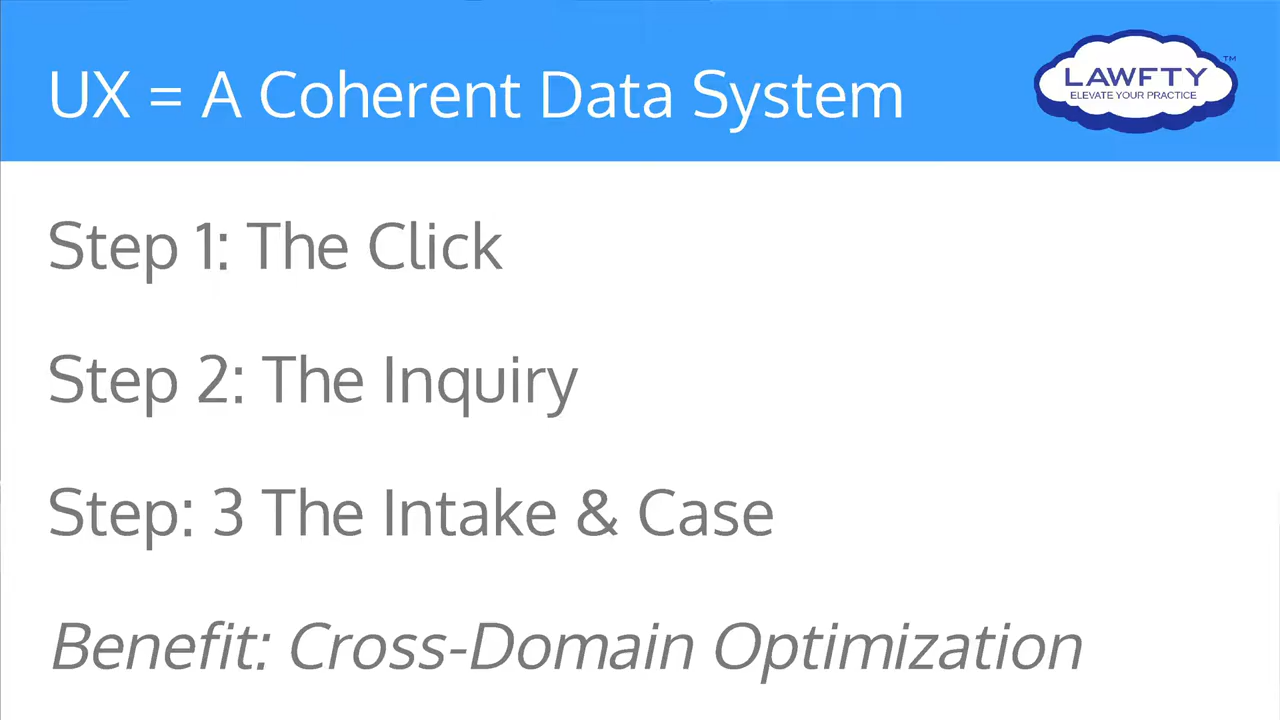 UX = A Coherent Data System
LAWFTY™
ELEVATE YOUR PRACTICE
Step 1: The Click
Step 2: The Inquiry
Step: 3 The Intake & Case
Benefit: Cross-Domain Optimization